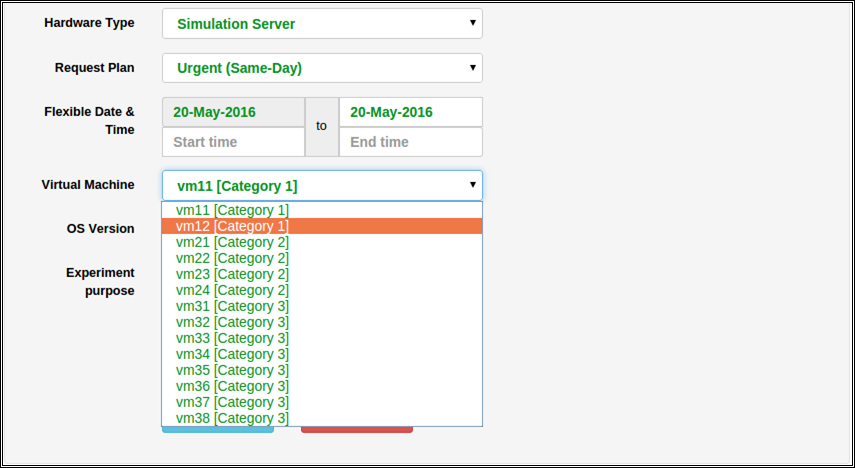 Hardware Type
Simulation Server
Request Plan
Urgent (Same-Day)
Flexible Date &
Time
20-May-2016
to
20-May-2016
Start time
End time
Virtual Machine
vm11 [Category 1]
vm11 [Category 1]
vm12 [Category 1]
OS Version
vm21 [Category 2]
vm22 [Category 2]
vm23 [Category 2]
vm24 [Category 2]
Experiment
purpose
vm31 [Category 3]
vm32 [Category 3]
vm33 [Category 3]
vm34 [Category 3]
vm35 [Category 3]
vm36 [Category 3]
vm37 [Category 3]
vm38 [Category 3]